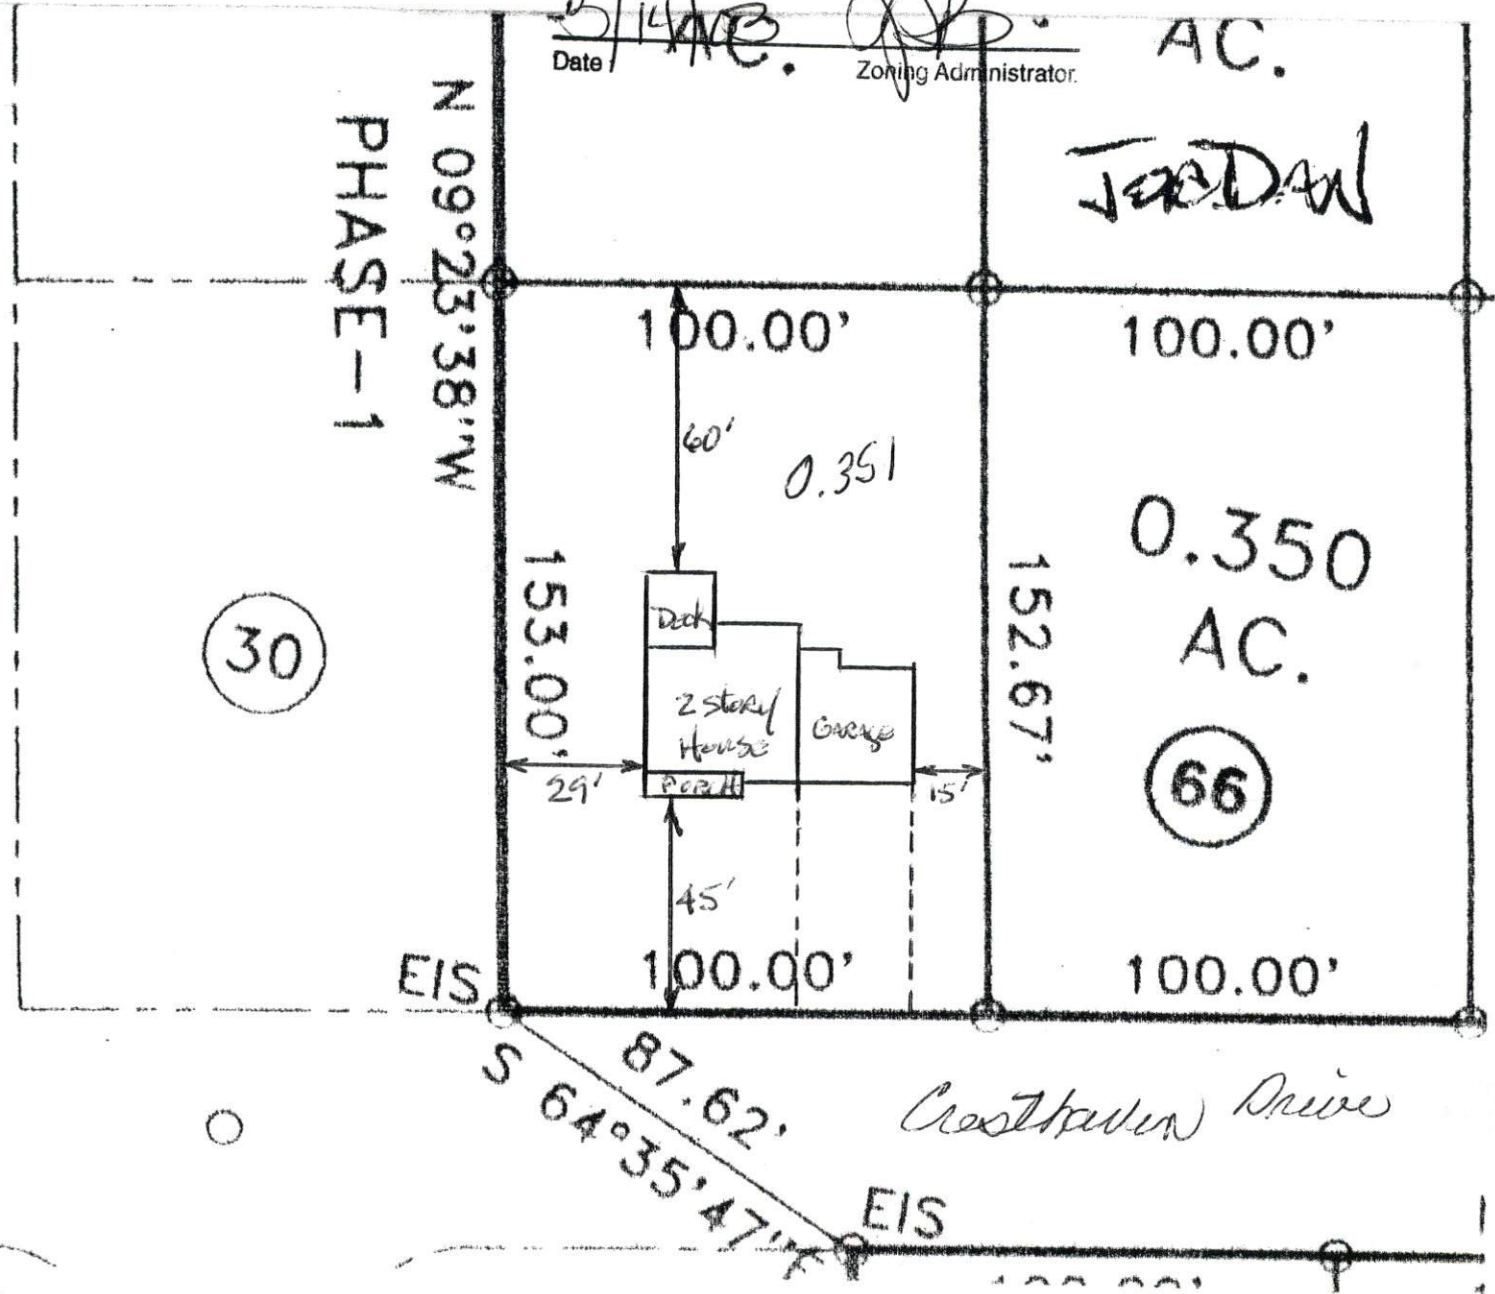 AC.
Date
Zoning Administrator.
JORDAN
N 09°23'38"W
PHASE-1
100.00'
100.00'
60'
0.351
0.350
AC.
153.00'
152.67'
Deck
30
2 Story
House
GARAGE
PORCH
29'
15'
66
45'
EIS
100.00'
100.00'
87.62'
S 64°35'47"E
Cresthaven Drive
EIS